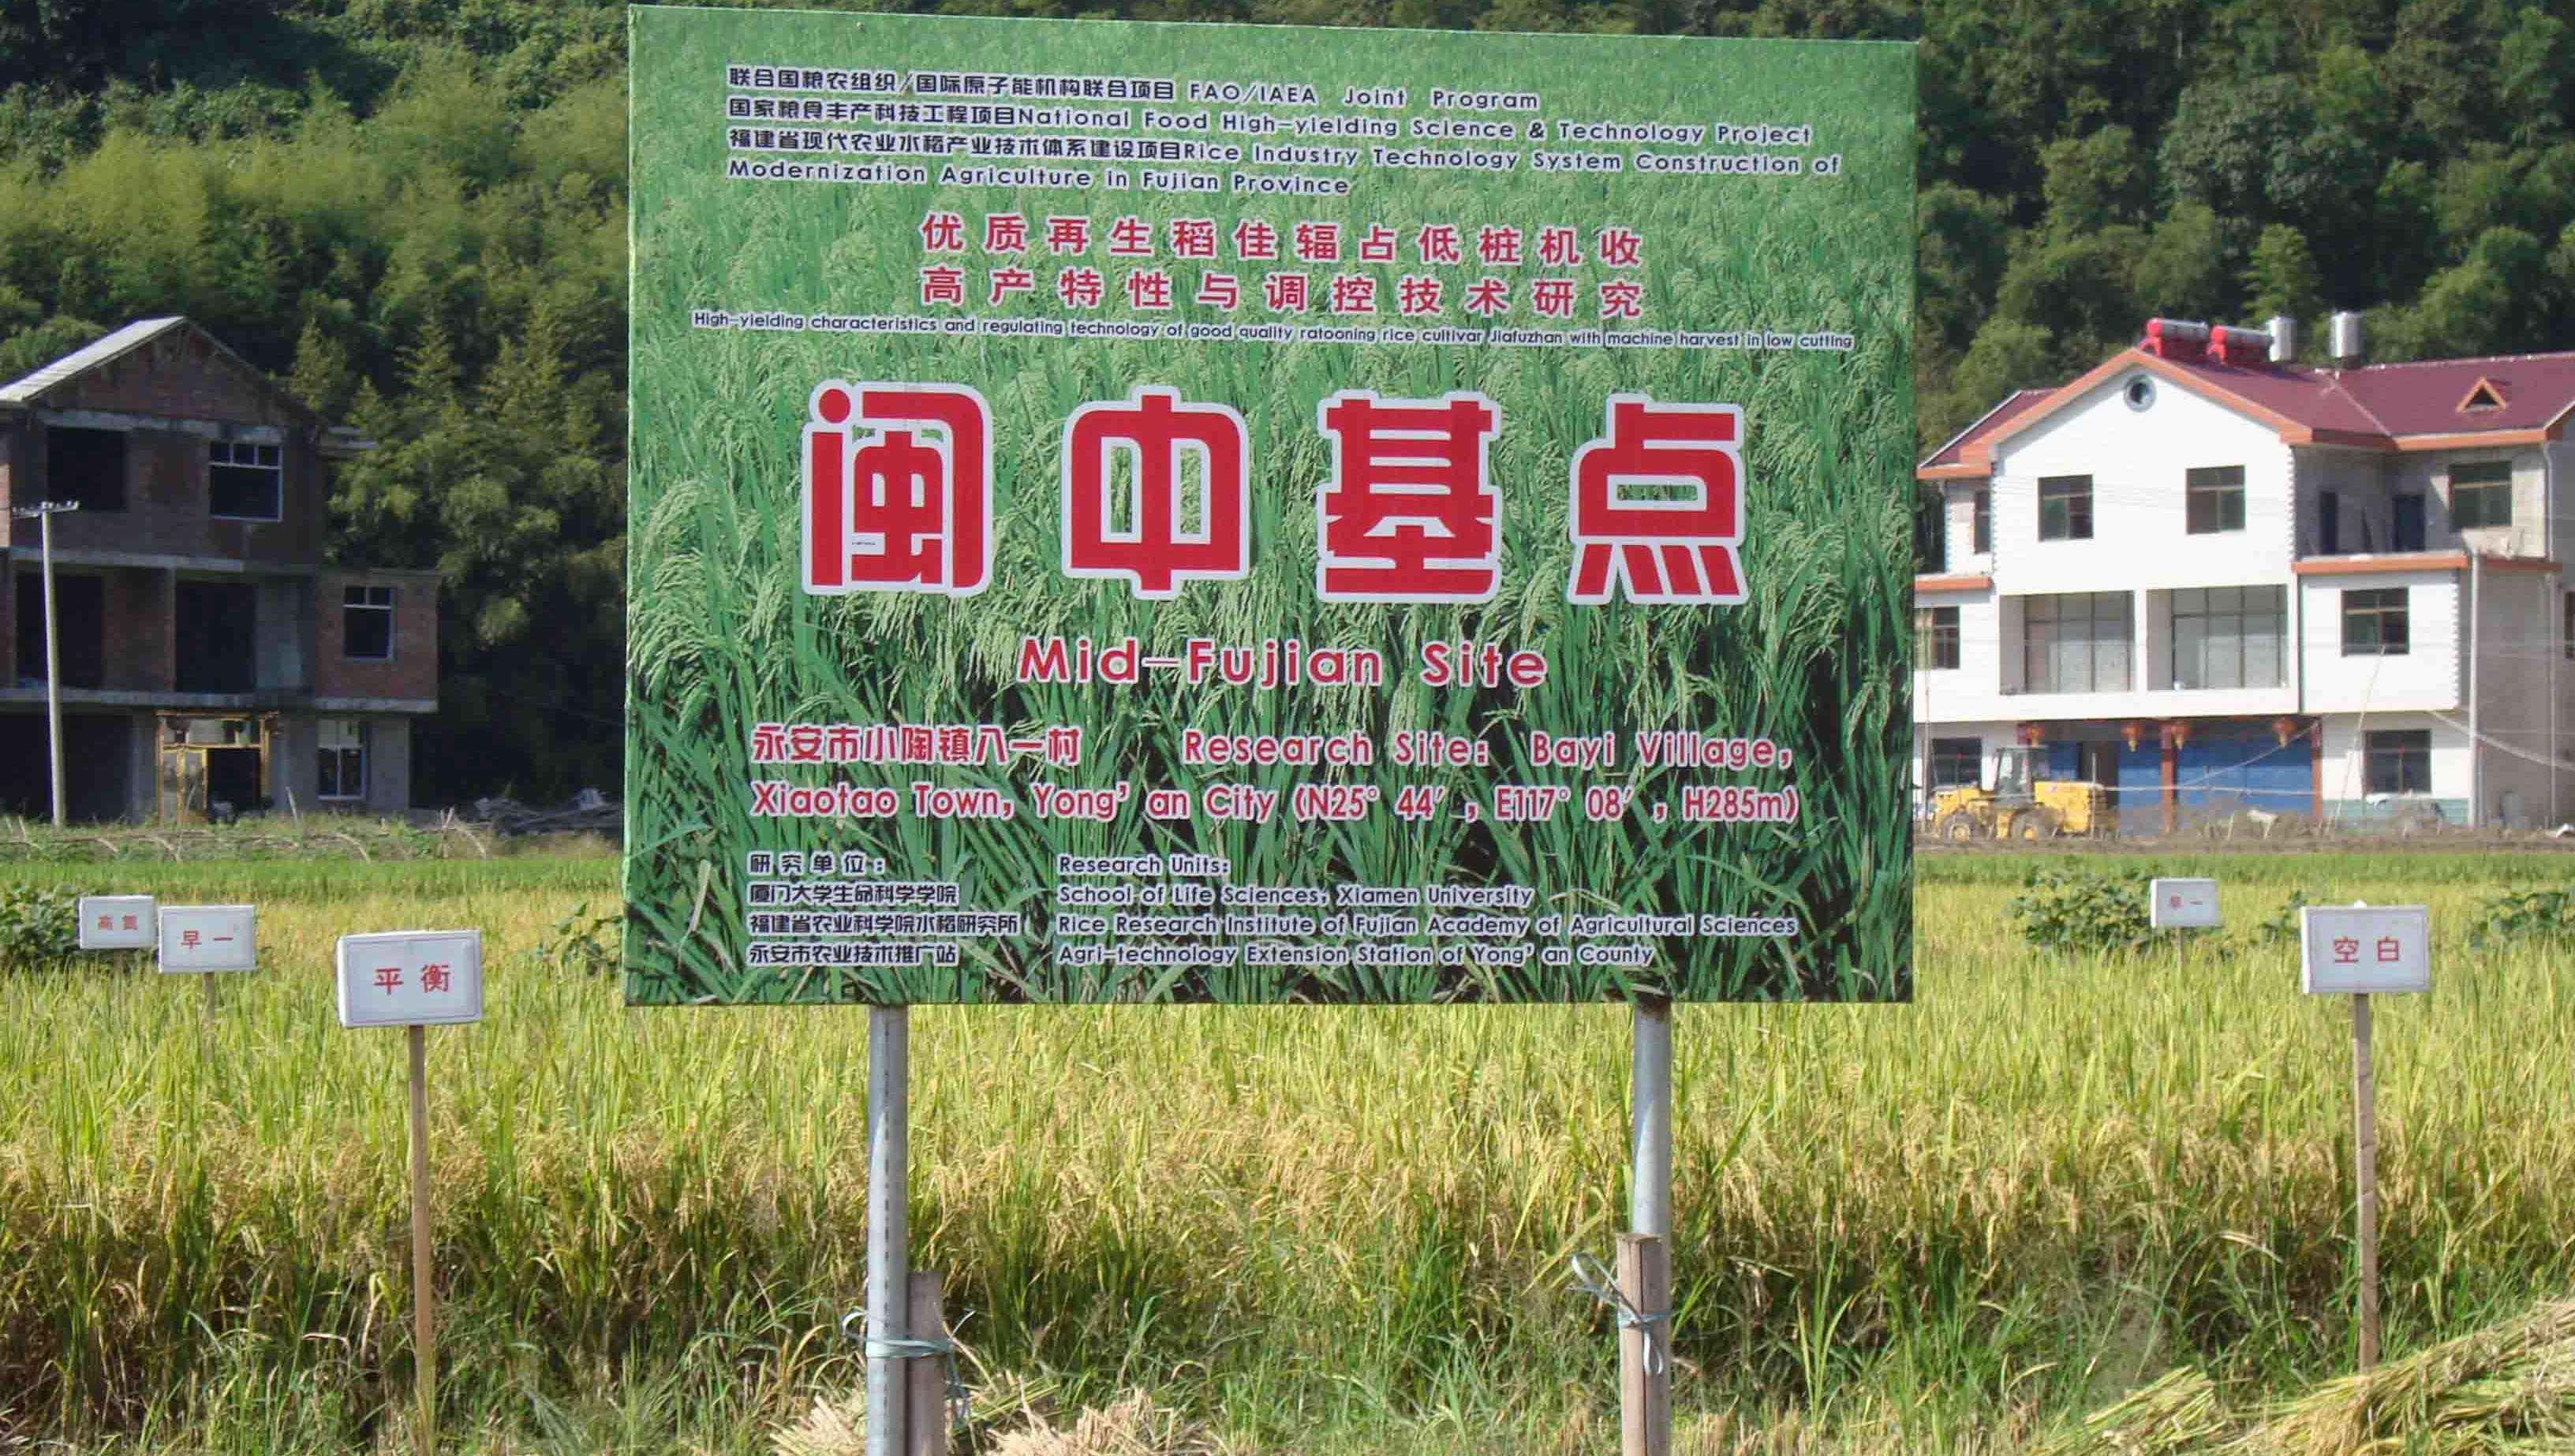 联合国粮农组织/国际原子能机构联合项目 FAO/IAEA Joint Program
国家粮食丰产科技工程项目National Food High-yielding Science & Technology Project
福建省现代农业水稻产业技术体系建设项目Rice Industry Technology System Construction of
Modernization Agriculture in Fujian Province
优质再生稻佳辐占低桩机收
高产特性与调控技术研究
High-yielding characteristics and regulating technology of good quality ratooning rice cultivar Jiafuzhan with machine harvest in low cutting
闽中基点
Mid-Fujian Site
永安市小陶镇八一村 Research Site: Bayi Village,
Xiaotao Town, Yong' an City (N25° 44′, E117° 08′, H285m)
研究单位: Research Units:
厦门大学生命科学学院 School of Life Sciences, Xiamen University
福建省农业科学院水稻研究所 Rice Research Institute of Fujian Academy of Agricultural Sciences
永安市农业技术推广站 Agri-technology Extension Station of Yong' an County
高氮
早一
平衡
早一
空白